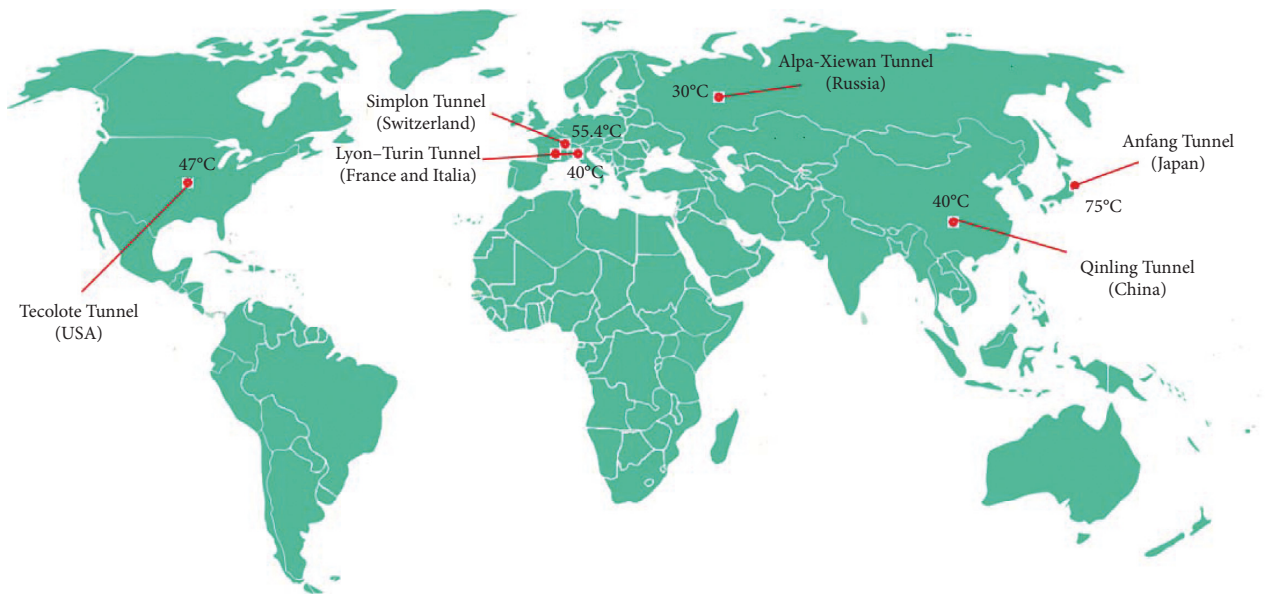 Alpa-Xiewan Tunnel
(Russia)
30°C
Simplon Tunnel
(Switzerland)
55.4°C
Lyon–Turin Tunnel
(France and Italia)
40°C
47°C
Tecolote Tunnel
(USA)
Anfang Tunnel
(Japan)
75°C
40°C
Qinling Tunnel
(China)